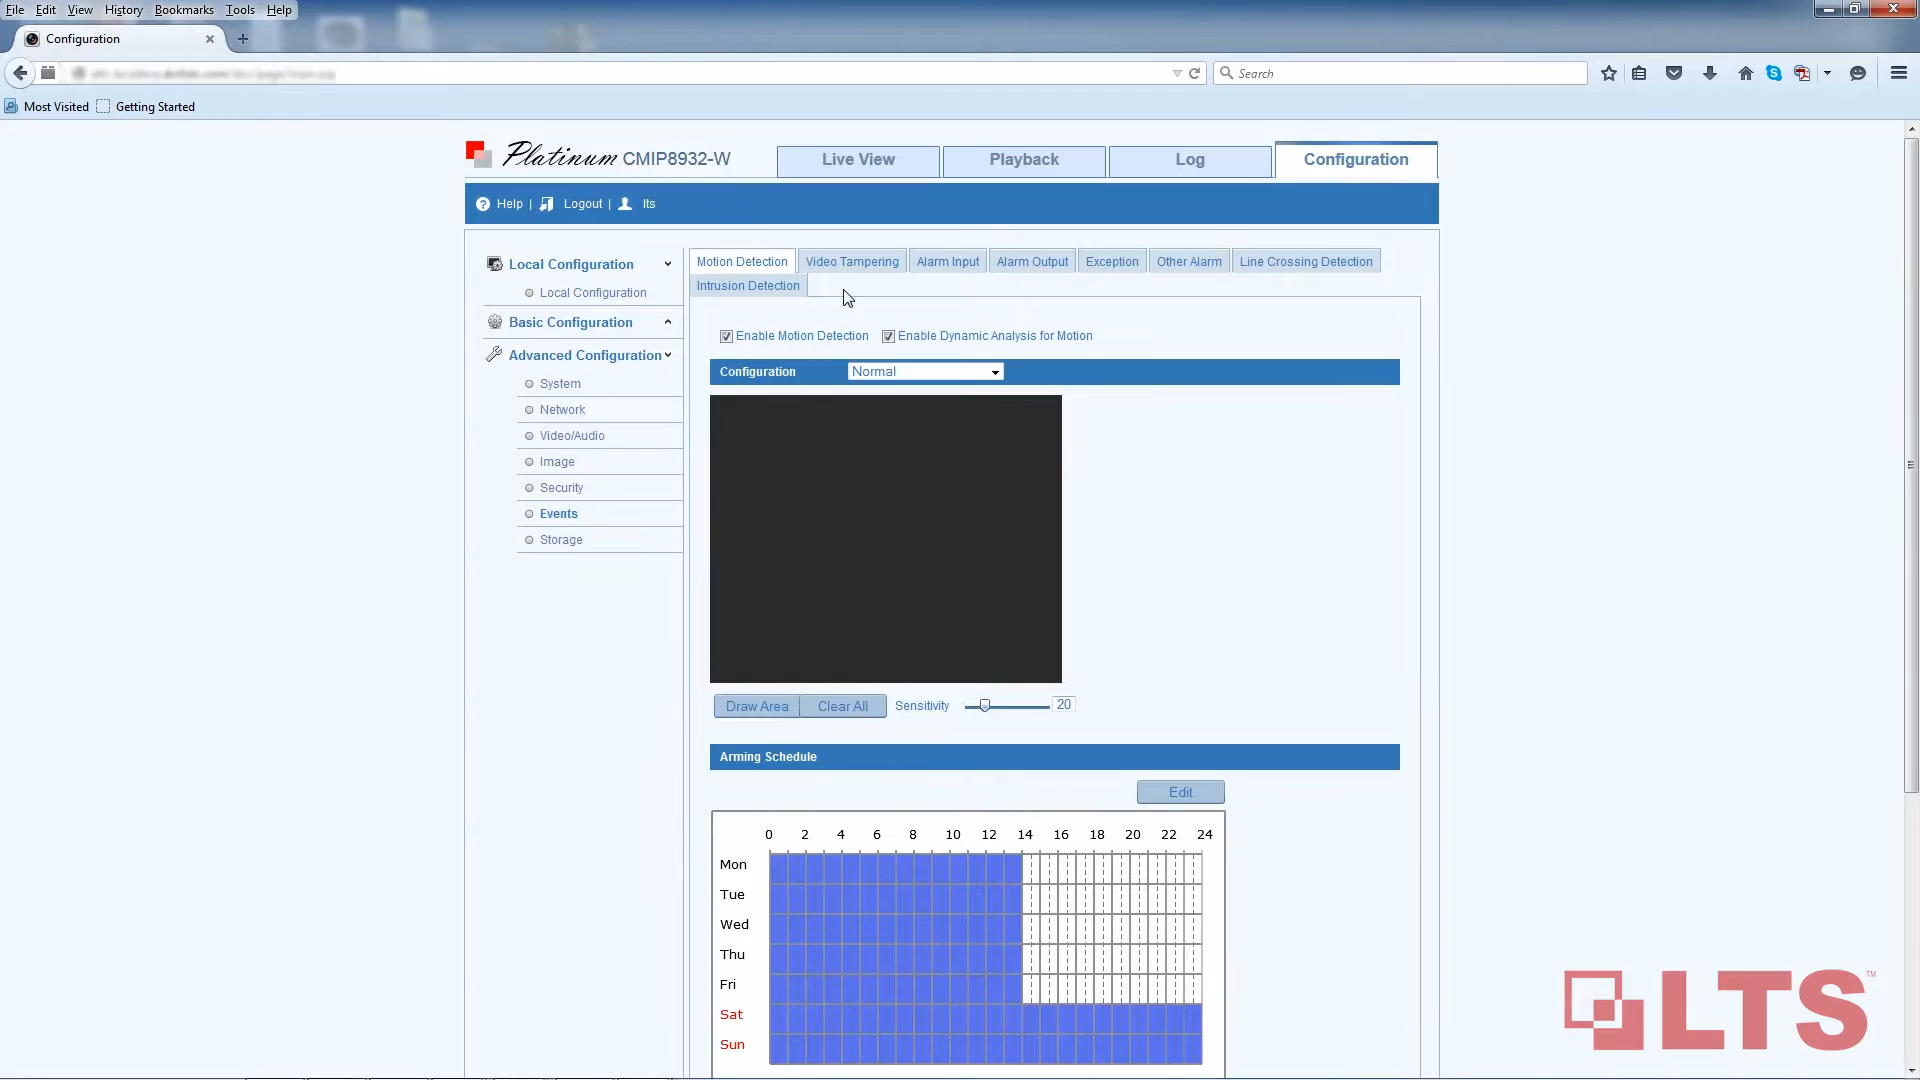 File Edit View History Bookmarks Tools Help
Configuration
Search
Most Visited Getting Started
Platinum CMIP8932-W Live View Playback Log Configuration
Help | Logout | lts
Local Configuration
Local Configuration
Basic Configuration
Advanced Configuration
System
Network
Video/Audio
Image
Security
Events
Storage
Motion Detection Video Tampering Alarm Input Alarm Output Exception Other Alarm Line Crossing Detection
Intrusion Detection
Enable Motion Detection Enable Dynamic Analysis for Motion
Configuration Normal
Draw Area Clear All Sensitivity 20
Arming Schedule
Edit
0 2 4 6 8 10 12 14 16 18 20 22 24
Mon
Tue
Wed
Thu
Fri
Sat
Sun
LTS™